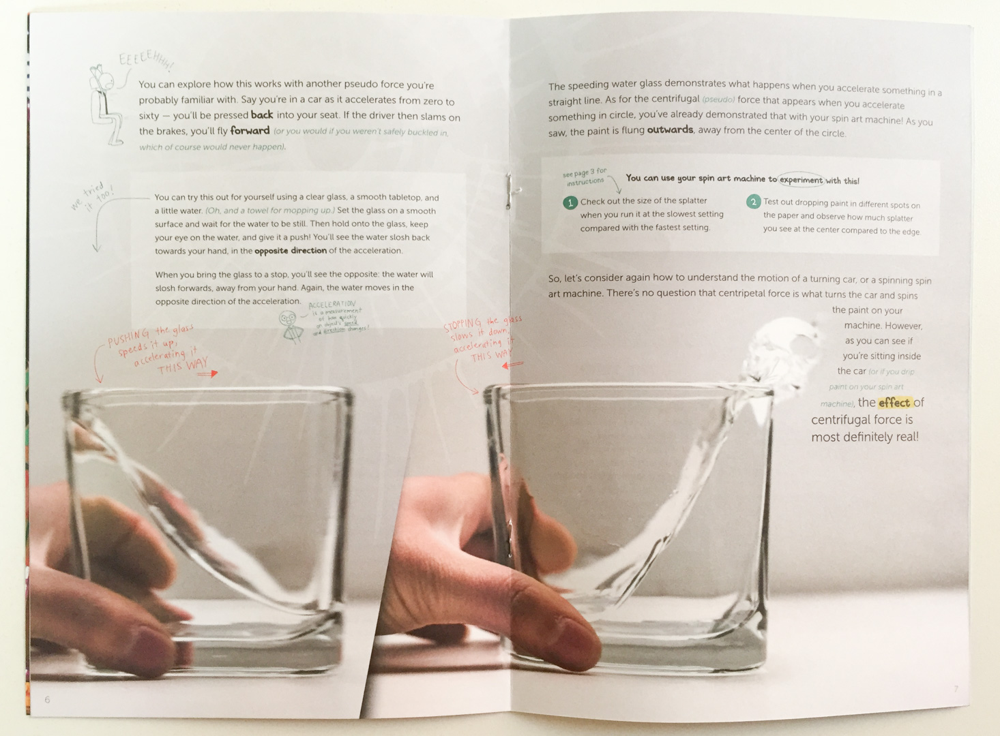 EEEEEHHH!
You can explore how this works with another pseudo force you're
probably familiar with. Say you're in a car as it accelerates from zero to
sixty — you'll be pressed back into your seat. If the driver then slams on
the brakes, you'll fly forward (or you would if you weren't safely buckled in,
which of course would never happen).
we tried
it too!
You can try this out for yourself using a clear glass, a smooth tabletop, and
a little water. (Oh, and a towel for mopping up.) Set the glass on a smooth
surface and wait for the water to be still. Then hold onto the glass, keep
your eye on the water, and give it a push! You'll see the water slosh back
towards your hand, in the opposite direction of the acceleration.
When you bring the glass to a stop, you'll see the opposite: the water will
slosh forwards, away from your hand. Again, the water moves in the
opposite direction of the acceleration.
ACCELERATION
is a measurement
of how quickly
an object's speed
and direction changes!
PUSHING the glass
speeds it up,
accelerating it
THIS WAY
STOPPING the glass
slows it down,
accelerating it
THIS WAY
6
The speeding water glass demonstrates what happens when you accelerate something in a
straight line. As for the centrifugal (pseudo) force that appears when you accelerate
something in circle, you've already demonstrated that with your spin art machine! As you
saw, the paint is flung outwards, away from the center of the circle.
see page 3 for
instructions
You can use your spin art machine to experiment with this!
1 Check out the size of the splatter
when you run it at the slowest setting
compared with the fastest setting.
2 Test out dropping paint in different spots on
the paper and observe how much splatter
you see at the center compared to the edge.
So, let's consider again how to understand the motion of a turning car, or a spinning spin
art machine. There's no question that centripetal force is what turns the car and spins
the paint on your
machine. However,
as you can see if
you're sitting inside
the car (or if you drip
paint on your spin art
machine), the effect of
centrifugal force is
most definitely real!
7